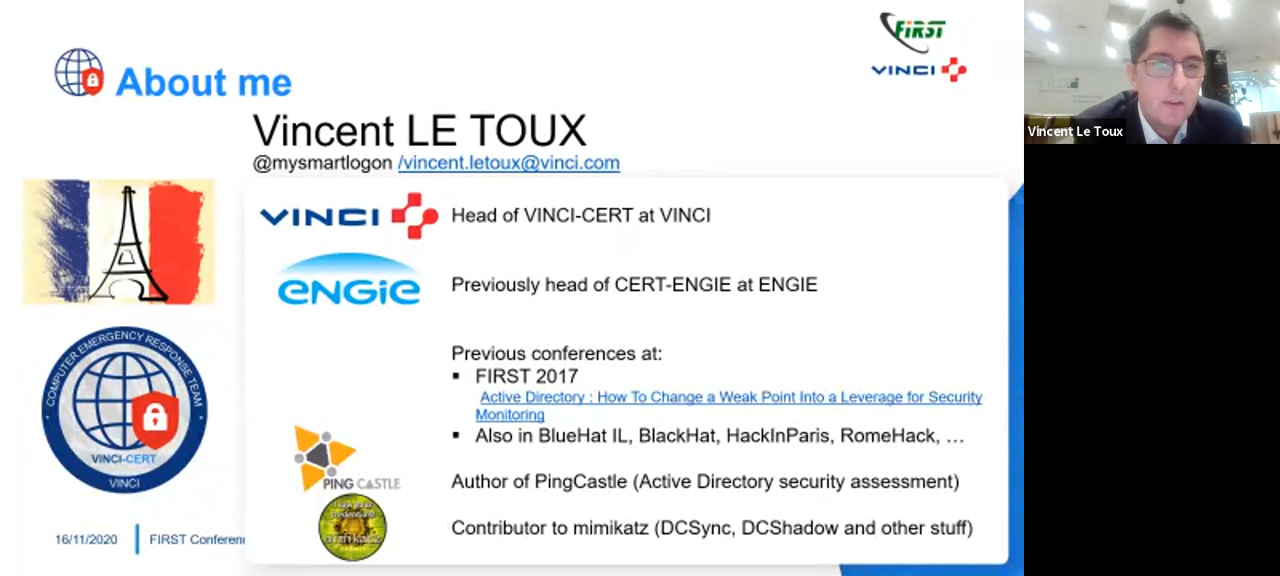 FiRST
VINCI
About me
Vincent LE TOUX
@mysmartlogon /vincent.letoux@vinci.com
Vincent Le Toux
VINCI
Head of VINCI-CERT at VINCI
ENGiE
Previously head of CERT-ENGIE at ENGIE
Previous conferences at:
▪ FIRST 2017
Active Directory : How To Change a Weak Point Into a Leverage for Security
Monitoring
▪ Also in BlueHat IL, BlackHat, HackInParis, RomeHack, …
PING CASTLE
Author of PingCastle (Active Directory security assessment)
mimikatz
Contributor to mimikatz (DCSync, DCShadow and other stuff)
COMPUTER EMERGENCY RESPONSE TEAM
VINCI-CERT
VINCI
16/11/2020
FIRST Conferen